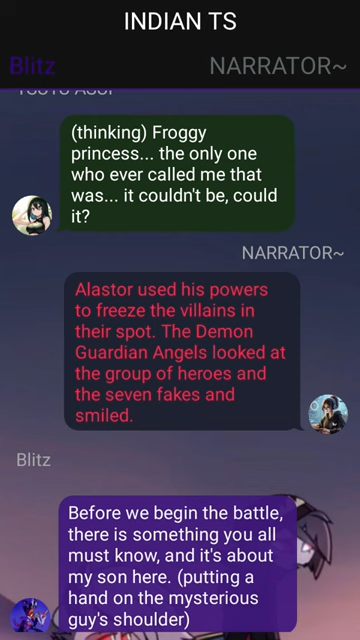 INDIAN TS
Blitz
NARRATOR~
(thinking) Froggy
princess... the only one
who ever called me that
was... it couldn't be, could
it?
NARRATOR~
Alastor used his powers
to freeze the villains in
their spot. The Demon
Guardian Angels looked at
the group of heroes and
the seven fakes and
smiled.
Blitz
Before we begin the battle,
there is something you all
must know, and it's about
my son here. (putting a
hand on the mysterious
guy's shoulder)